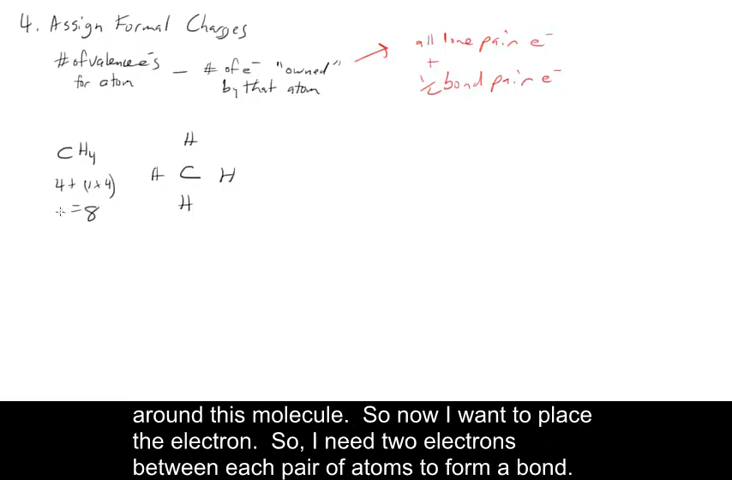 4. Assign Formal Charges
# of valence e⁻s — # of e⁻ "owned" all lone pair e⁻
for atom by that atom +
½ bond pair e⁻
CH4
4+ (1x4)
=8
H
H C H
H
around this molecule.  So now I want to place
the electron.  So, I need two electrons
between each pair of atoms to form a bond.